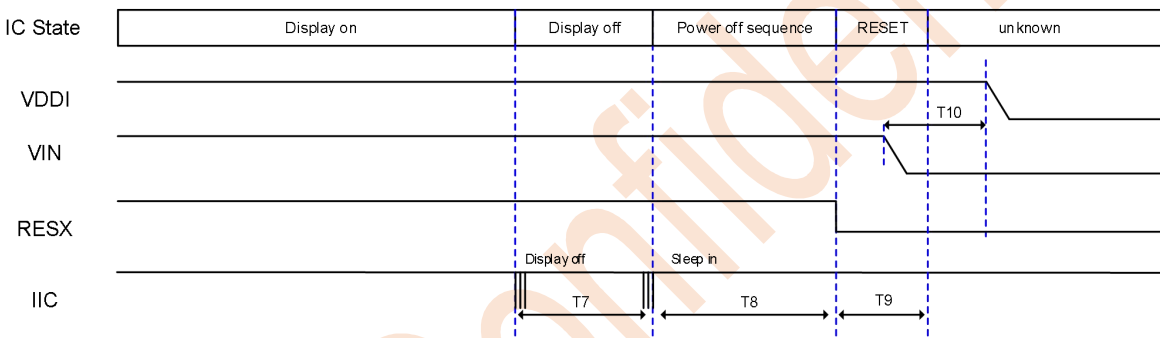 IC State Display on Display off Power off sequence RESET unknown
VDDI
T10
VIN
RESX
Display off Sleep in
IIC
T7 T8 T9
Confiden